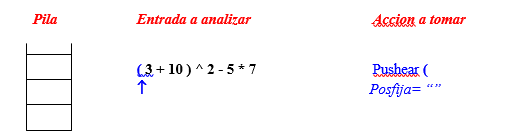 Pila Entrada a analizar Accion a tomar
( 3 + 10 ) ^ 2 - 5 * 7 Pushear (
Posfija= “”